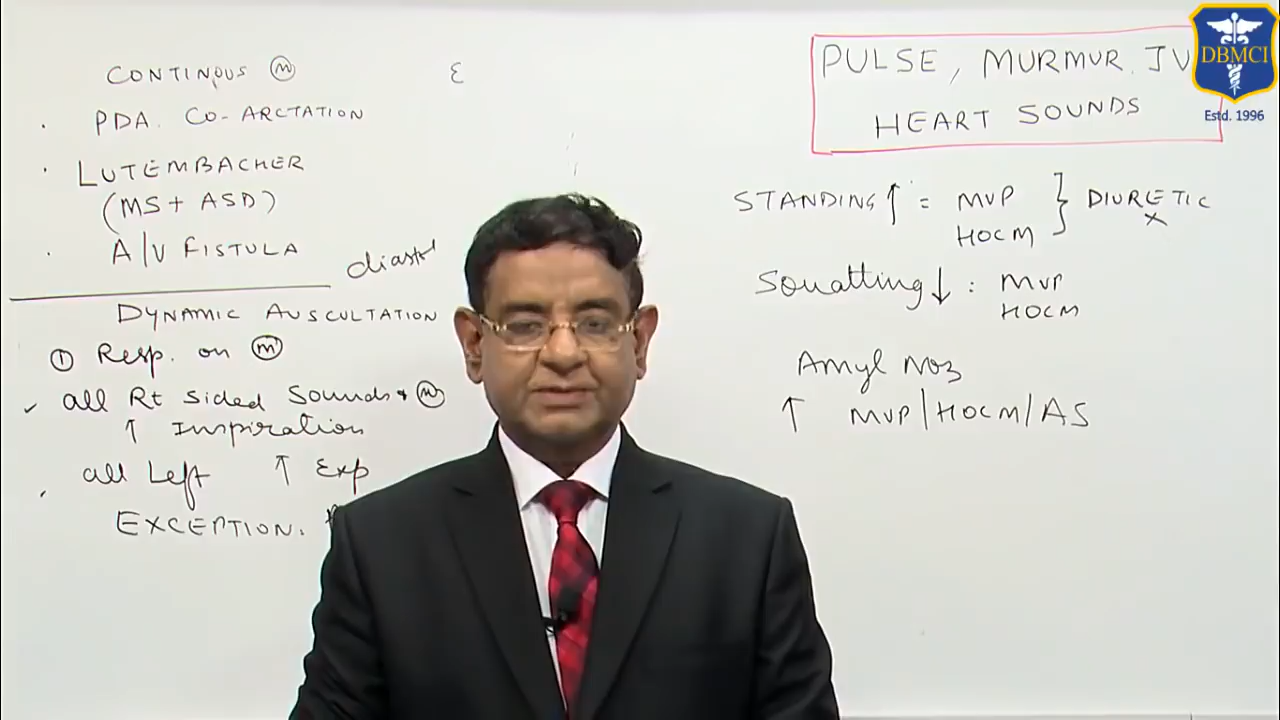 CONTINOUS M
PDA. CO-ARCTATION
LUTEMBACHER
(MS + ASD)
A/V FISTULA
DYNAMIC AUSCULTATION
① Resp. on M
all Rt sided Sounds & M
↑ Inspiration
all Left ↑ Exp
EXCEPTION.
PULSE, MURMUR. JV
HEART SOUNDS
STANDING ↑ = MVP } DIURETIC
HOCM X
Squatting ↓ : MVP
HOCM
Amyl NO3
↑ MVP/HOCM/AS
DBMCI
Estd. 1996